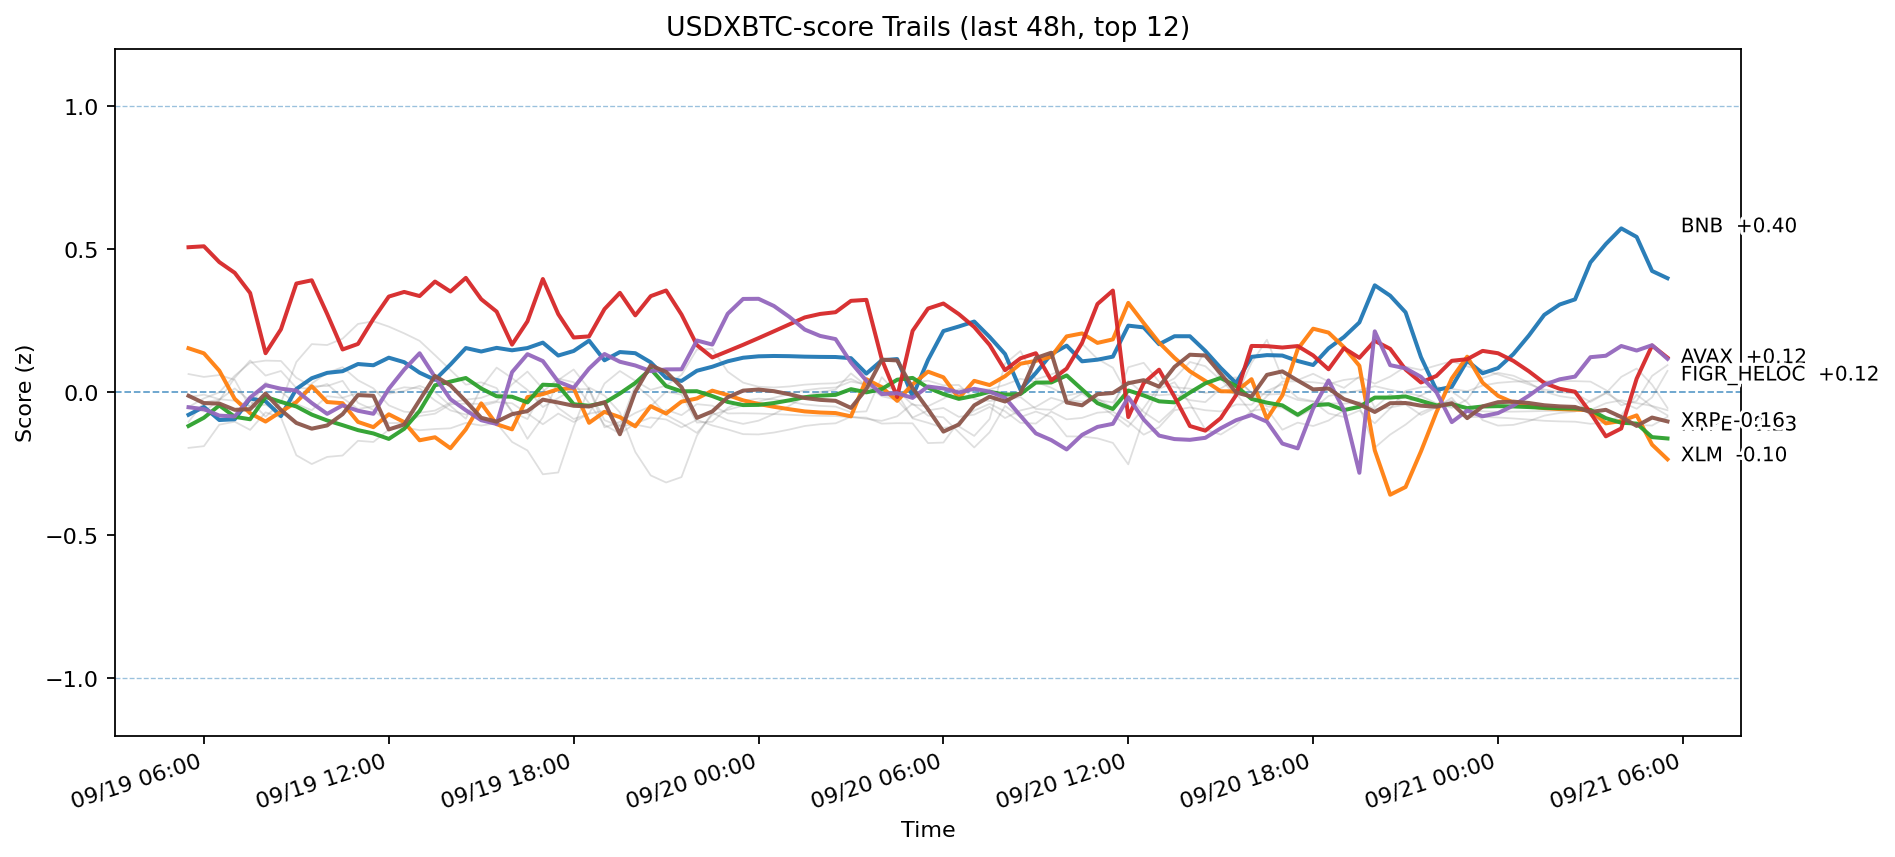 USDXBTC-score Trails (last 48h, top 12)
Score (z)
1.0
0.5
0.0
−0.5
−1.0
BNB +0.40
AVAX +0.12
FIGR_HELOC +0.12
XRP -0.16
XLM -0.10
09/19 06:00
09/19 12:00
09/19 18:00
09/20 00:00
09/20 06:00
09/20 12:00
09/20 18:00
09/21 00:00
09/21 06:00
Time